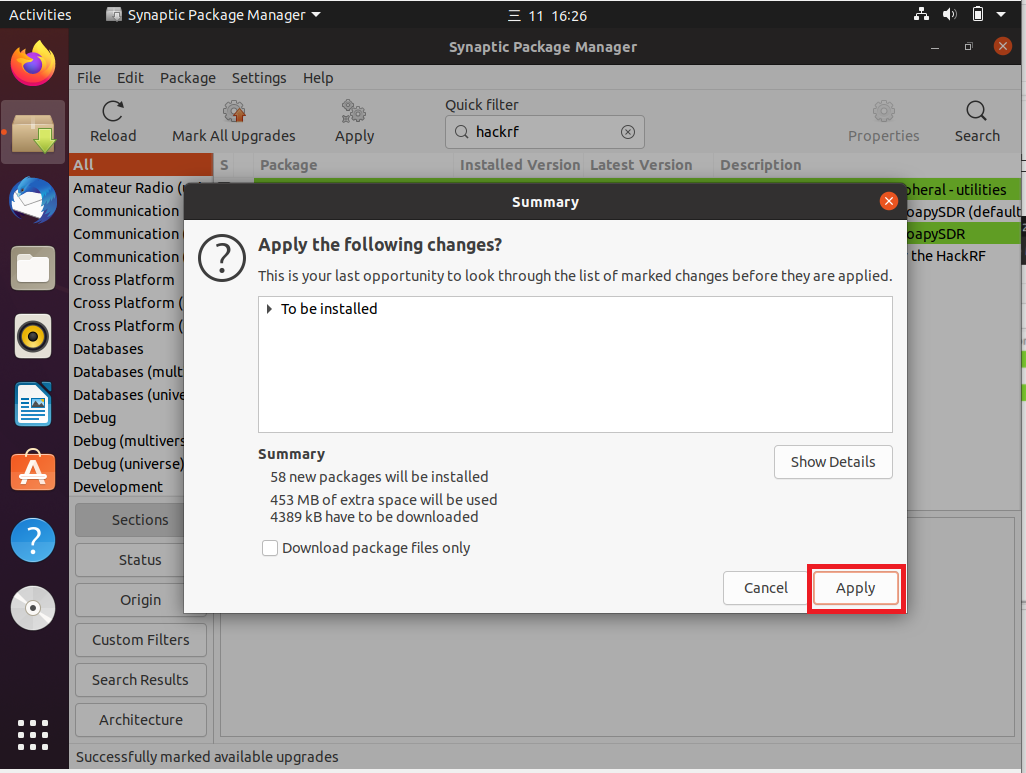 Activities
Synaptic Package Manager
三 11 16:26
Synaptic Package Manager
File Edit Package Settings Help
Quick filter
Reload
Mark All Upgrades
Apply
hackrf
Properties
Search
All
S Package Installed Version Latest Version Description
Amateur Radio
Communication
Communication
Communication
Cross Platform
Cross Platform (
Cross Platform (
Databases
Databases (mult
Databases (unive
Debug
Debug (multivers
Debug (universe)
Development
pheral - utilities
oapySDR (default
oapySDR
the HackRF
Summary
Apply the following changes?
This is your last opportunity to look through the list of marked changes before they are applied.
To be installed
Summary
58 new packages will be installed
453 MB of extra space will be used
4389 kB have to be downloaded
Show Details
Download package files only
Cancel
Apply
Sections
Status
Origin
Custom Filters
Search Results
Architecture
Successfully marked available upgrades